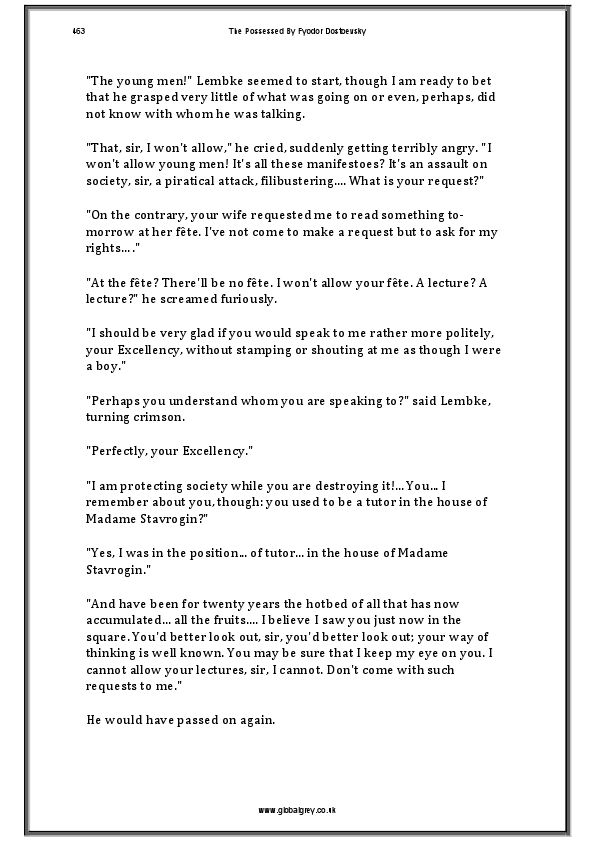 463 The Possessed By Fyodor Dostoevsky
"The young men!" Lembke seemed to start, though I am ready to bet
that he grasped very little of what was going on or even, perhaps, did
not know with whom he was talking.
"That, sir, I won't allow," he cried, suddenly getting terribly angry. "I
won't allow young men! It's all these manifestoes? It's an assault on
society, sir, a piratical attack, filibustering.... What is your request?"
"On the contrary, your wife requested me to read something to-
morrow at her fête. I've not come to make a request but to ask for my
rights...."
"At the fête? There'll be no fête. I won't allow your fête. A lecture? A
lecture?" he screamed furiously.
"I should be very glad if you would speak to me rather more politely,
your Excellency, without stamping or shouting at me as though I were
a boy."
"Perhaps you understand whom you are speaking to?" said Lembke,
turning crimson.
"Perfectly, your Excellency."
"I am protecting society while you are destroying it!... You... I
remember about you, though: you used to be a tutor in the house of
Madame Stavrogin?"
"Yes, I was in the position... of tutor... in the house of Madame
Stavrogin."
"And have been for twenty years the hotbed of all that has now
accumulated... all the fruits.... I believe I saw you just now in the
square. You'd better look out, sir, you'd better look out; your way of
thinking is well known. You may be sure that I keep my eye on you. I
cannot allow your lectures, sir, I cannot. Don't come with such
requests to me."
He would have passed on again.
www.globalgrey.co.uk